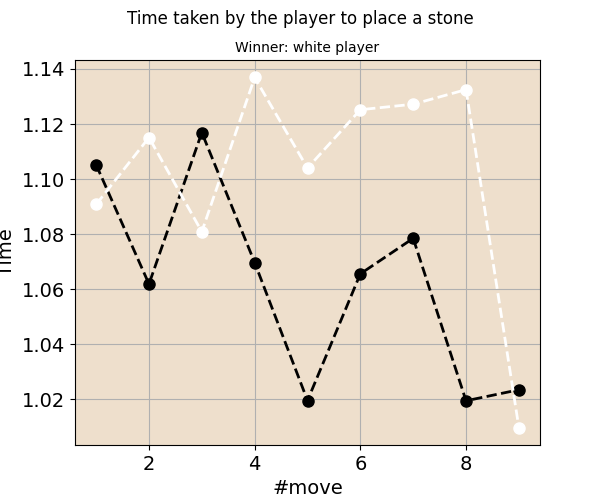 Time taken by the player to place a stone
Winner: white player
1.14
1.12
1.10
1.08
1.06
1.04
1.02
Time
2 4 6 8
#move